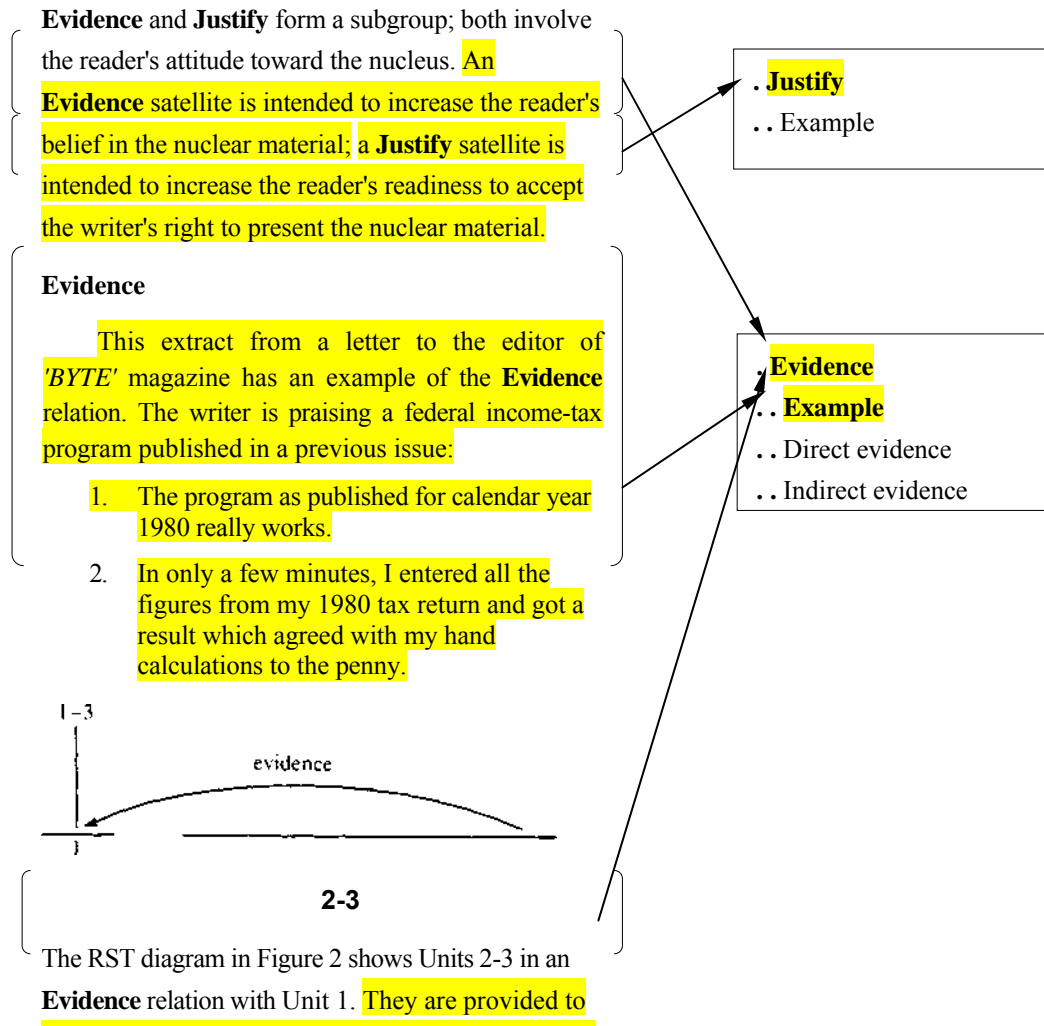 Evidence and Justify form a subgroup; both involve
the reader's attitude toward the nucleus. An
Evidence satellite is intended to increase the reader's
belief in the nuclear material; a Justify satellite is
intended to increase the reader's readiness to accept
the writer's right to present the nuclear material.
Evidence
This extract from a letter to the editor of
'BYTE' magazine has an example of the Evidence
relation. The writer is praising a federal income-tax
program published in a previous issue:
1. The program as published for calendar year
1980 really works.
2. In only a few minutes, I entered all the
figures from my 1980 tax return and got a
result which agreed with my hand
calculations to the penny.
1-3
evidence
2-3
The RST diagram in Figure 2 shows Units 2-3 in an
Evidence relation with Unit 1. They are provided to
. Justify
. . Example
. Evidence
. . Example
. . Direct evidence
. . Indirect evidence